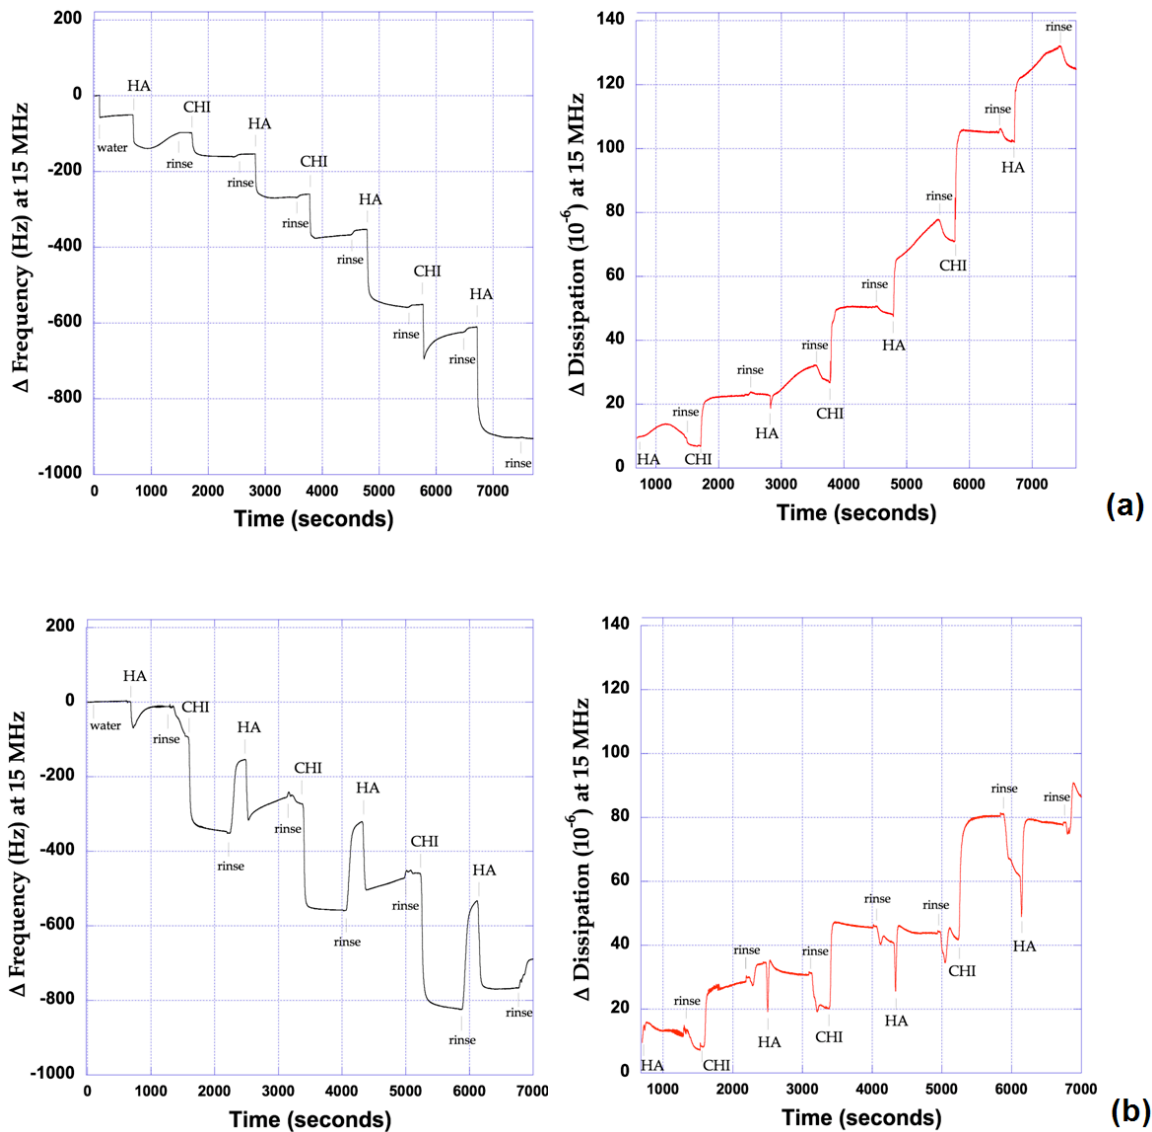 Δ Frequency (Hz) at 15 MHz
200
0
-200
-400
-600
-800
-1000
water
HA
rinse
CHI
rinse
HA
rinse
CHI
rinse
HA
rinse
CHI
rinse
HA
rinse
0 1000 2000 3000 4000 5000 6000 7000
Time (seconds)
Δ Dissipation (10⁻⁶) at 15 MHz
140
120
100
80
60
40
20
0
HA
rinse
CHI
rinse
HA
rinse
CHI
rinse
HA
rinse
CHI
rinse
HA
rinse
1000 2000 3000 4000 5000 6000 7000
Time (seconds)
(a)
Δ Frequency (Hz) at 15 MHz
200
0
-200
-400
-600
-800
-1000
water
HA
rinse
CHI
rinse
HA
rinse
CHI
rinse
HA
rinse
CHI
rinse
HA
rinse
0 1000 2000 3000 4000 5000 6000 7000
Time (seconds)
Δ Dissipation (10⁻⁶) at 15 MHz
140
120
100
80
60
40
20
0
HA
rinse
CHI
rinse
HA
rinse
CHI
rinse
HA
rinse
CHI
rinse
HA
rinse
1000 2000 3000 4000 5000 6000 7000
Time (seconds)
(b)